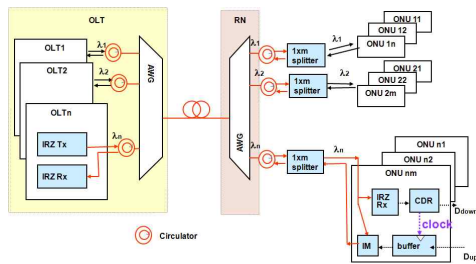 OLT
RN
OLT1
OLT2
OLTn
IRZ Tx
IRZ Rx
λ1
λ2
λn
AWG
AWG
λ1
λ2
λn
1xm
splitter
1xm
splitter
1xm
splitter
λ1
λ2
λn
ONU 11
ONU 12
ONU 1n
ONU 21
ONU 22
ONU 2m
ONU n1
ONU n2
ONU nm
IRZ
Rx
CDR
Ddown
clock
IM
buffer
Dup
Circulator